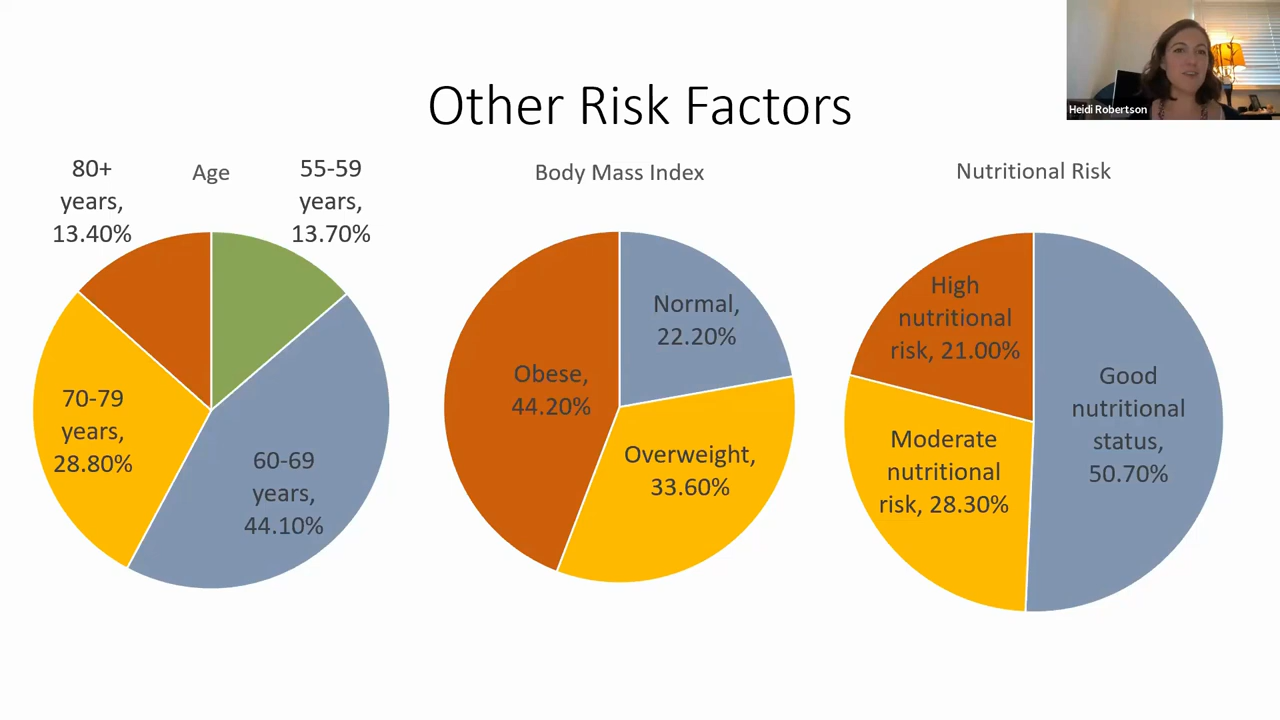 Other Risk Factors
Heidi Robertson
Age
80+
years,
13.40%
55-59
years,
13.70%
70-79
years,
28.80%
60-69
years,
44.10%
Body Mass Index
Normal,
22.20%
Obese,
44.20%
Overweight,
33.60%
Nutritional Risk
High
nutritional
risk, 21.00%
Good
nutritional
status,
50.70%
Moderate
nutritional
risk, 28.30%